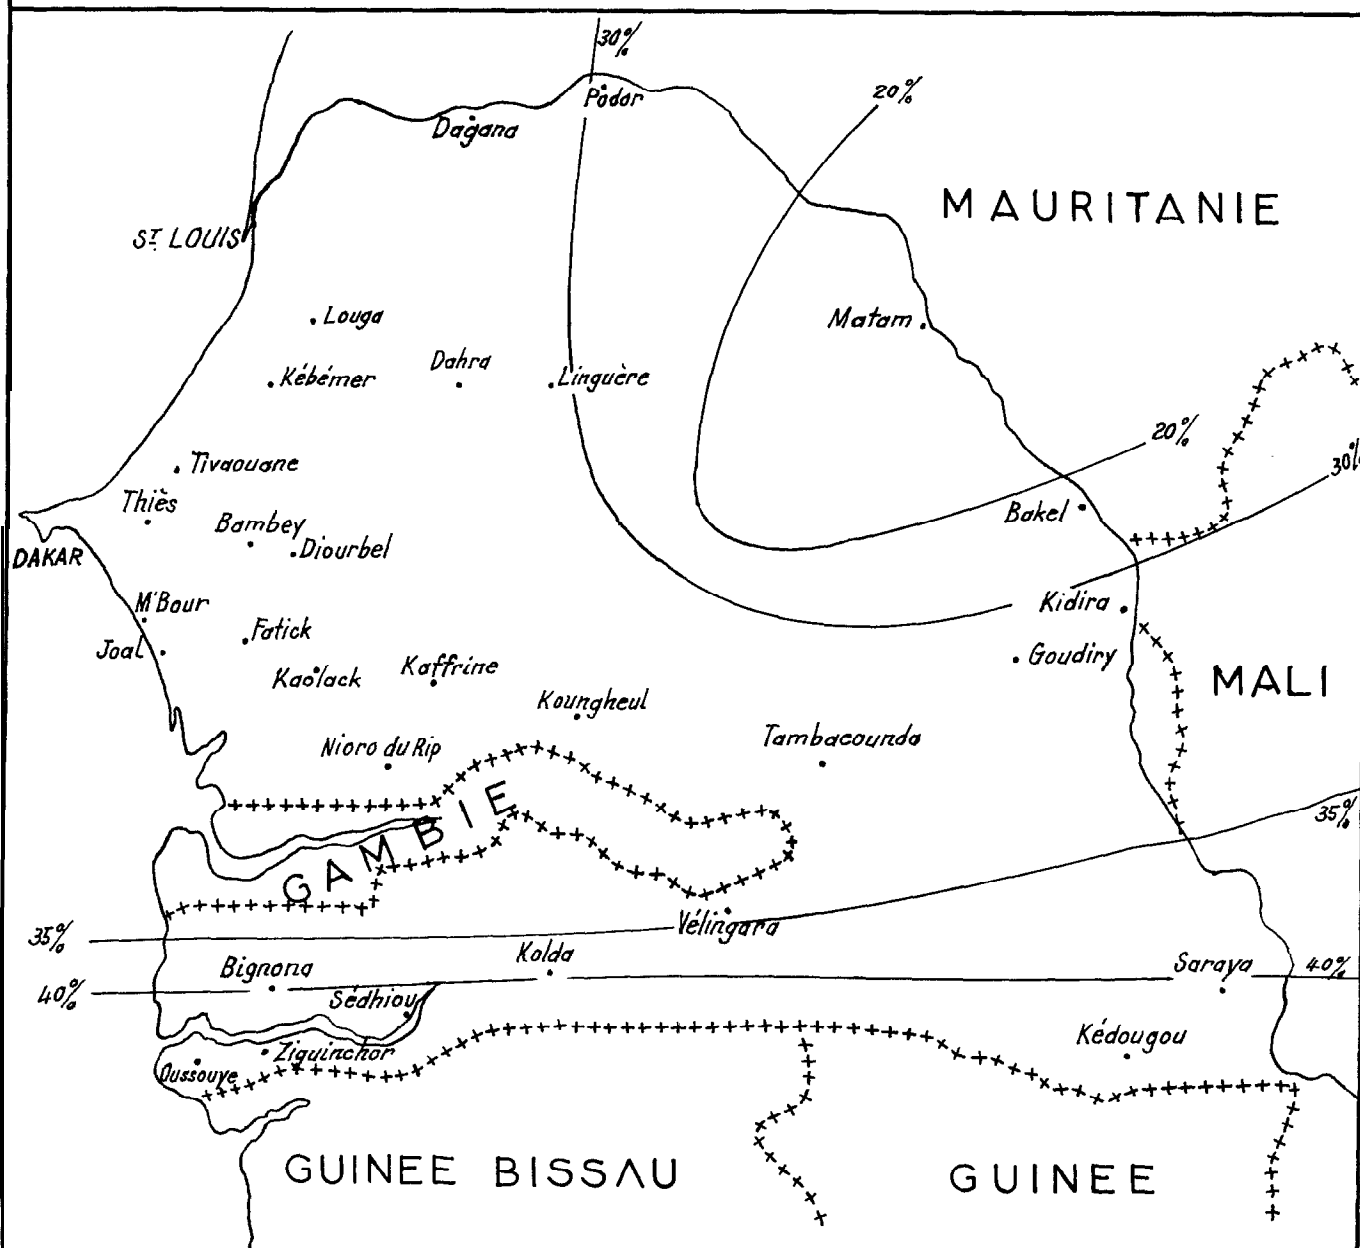 30%
Pòdor
20%
Dagana
MAURITANIE
ST. LOUIS
Louga
Matam
Dahra
Kébémer
Linguère
20%
30%
Tivaouane
Thiès
Bakel
Bambey
Diourbel
DAKAR
M'Bour
Kidira
Fatick
Joal
Goudiry
Kaolack
Kaffrine
MALI
Koungheul
Nioro du Rip
Tambacounda
GAMBIE
35%
Vélingara
35%
Kolda
Bignona
Saraya
40%
40%
Sédhiou
Kédougou
Ziguinchor
Oussouye
GUINEE BISSAU
GUINEE